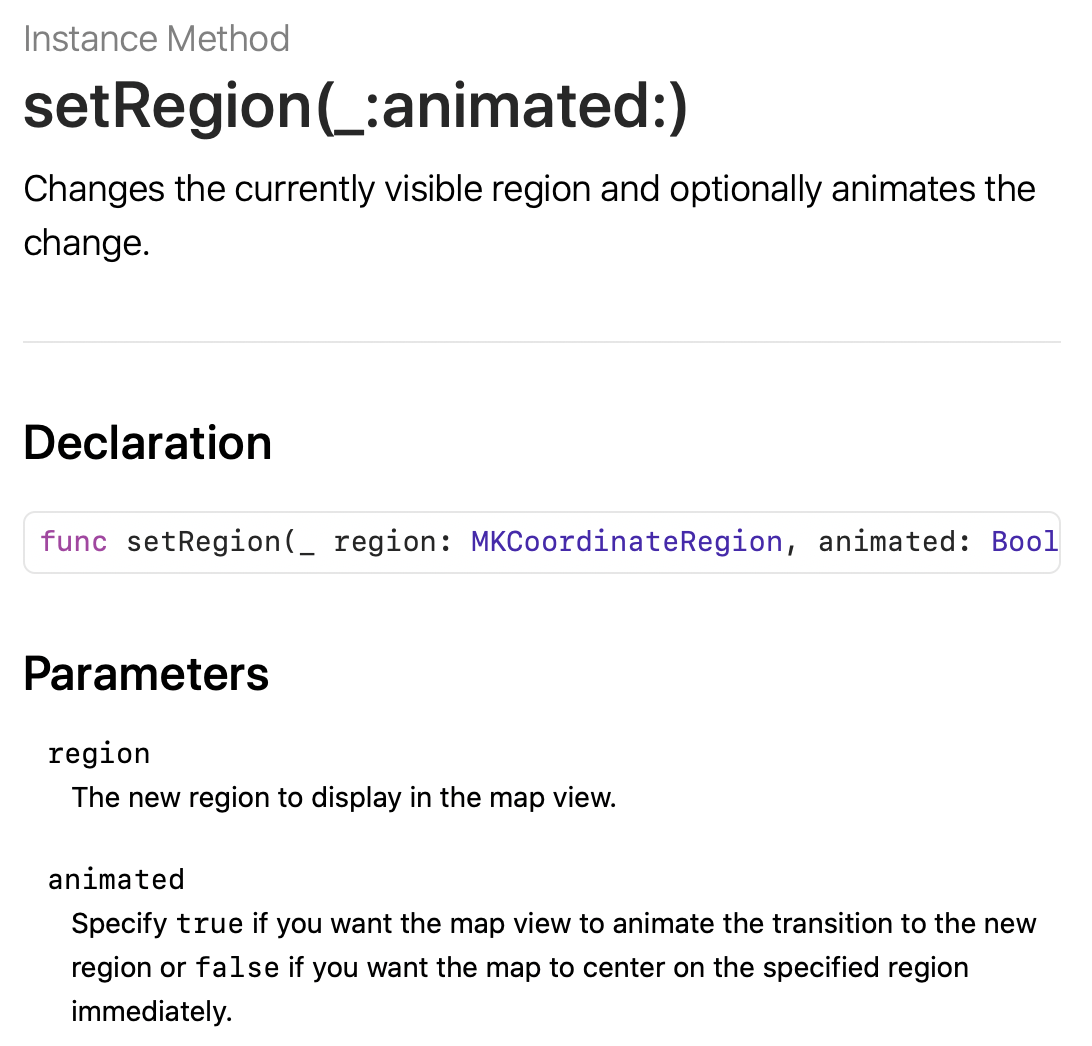 Instance Method
setRegion(_:animated:)
Changes the currently visible region and optionally animates the
change.
Declaration
func setRegion(_ region: MKCoordinateRegion, animated: Bool
Parameters
region
The new region to display in the map view.
animated
Specify true if you want the map view to animate the transition to the new
region or false if you want the map to center on the specified region
immediately.